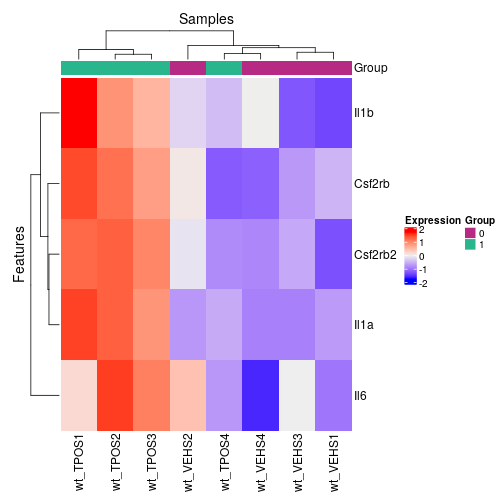 Samples
Group
Il1b
Csf2rb
Csf2rb2
Il1a
Il6
Features
wt_TPOS1
wt_TPOS2
wt_TPOS3
wt_VEHS2
wt_TPOS4
wt_VEHS4
wt_VEHS3
wt_VEHS1
Expression
2
1
0
-1
-2
Group
0
1